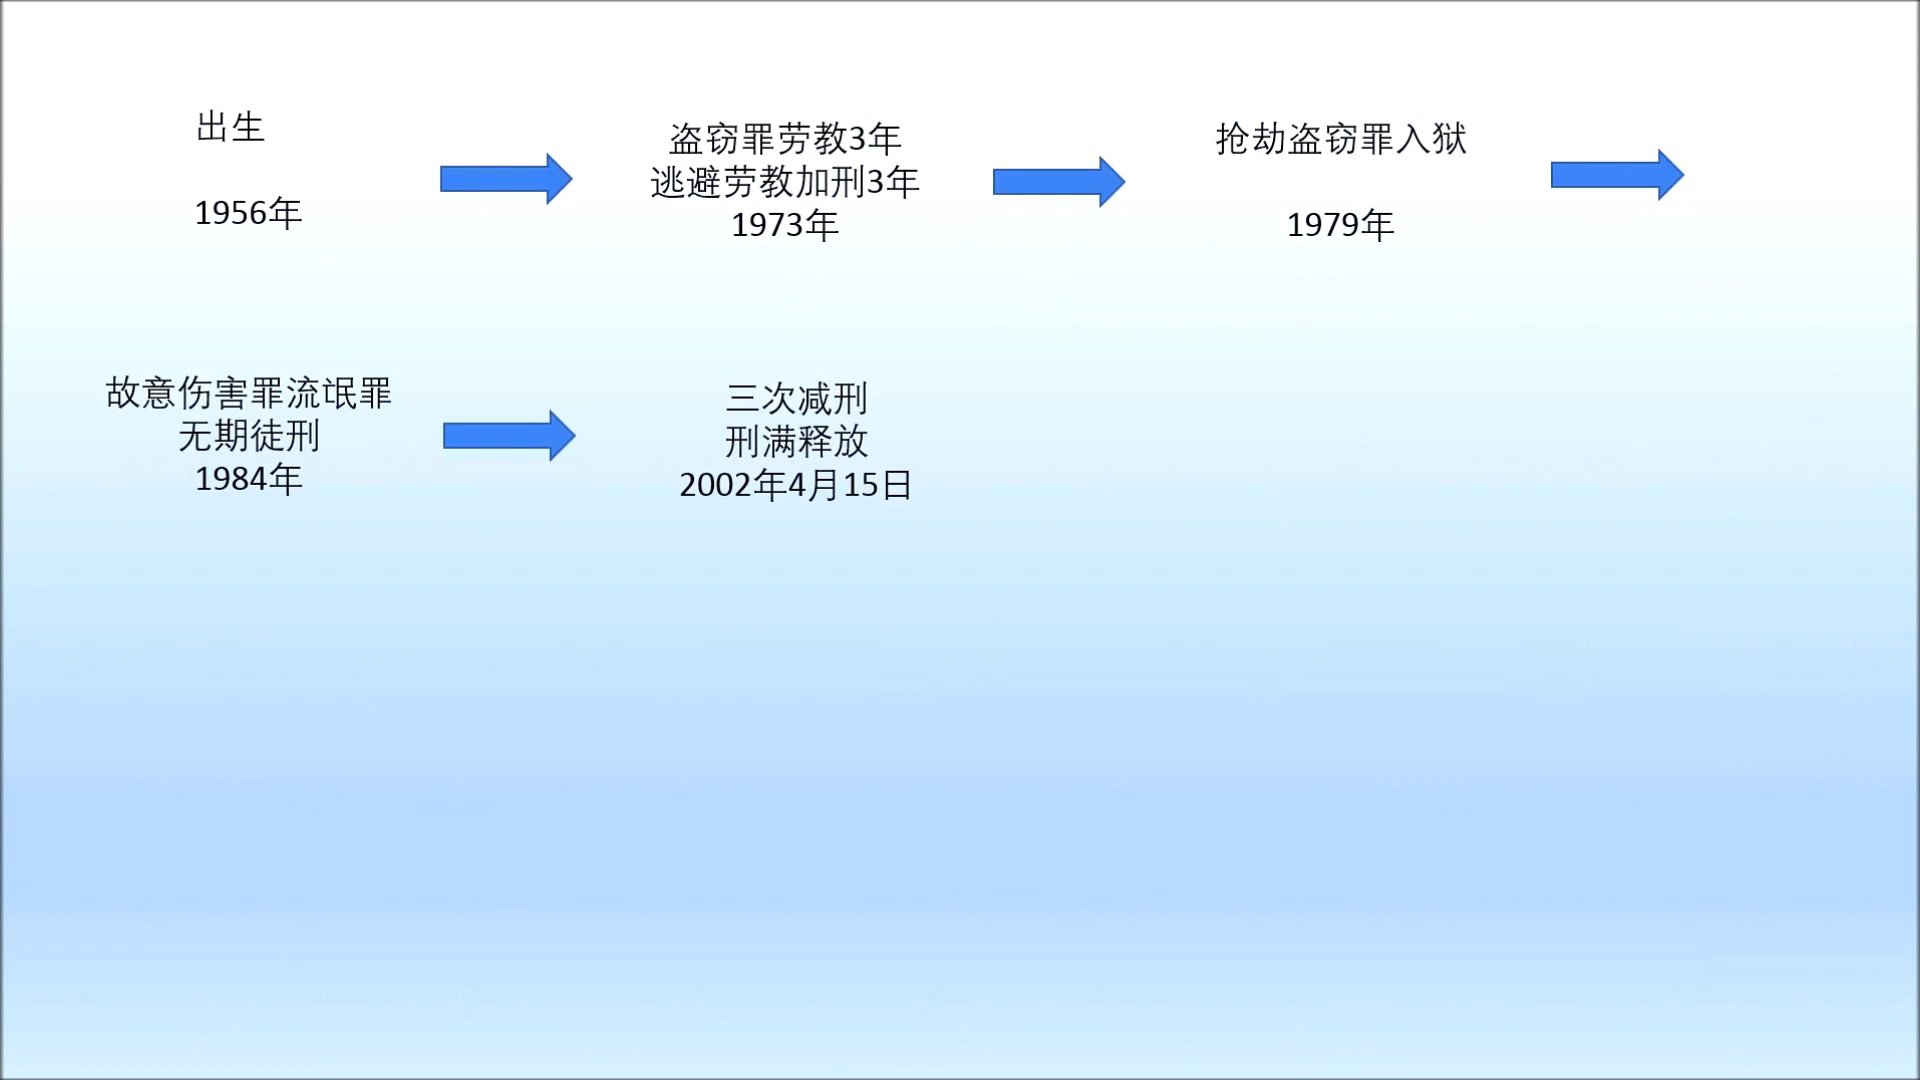 出生
1956年
盗窃罪劳教3年
逃避劳教加刑3年
1973年
抢劫盗窃罪入狱
1979年
故意伤害罪流氓罪
无期徒刑
1984年
三次减刑
刑满释放
2002年4月15日